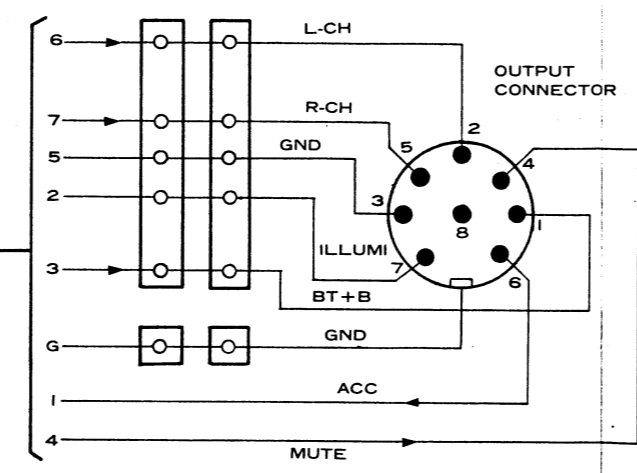 6
L-CH
OUTPUT
CONNECTOR
7
R-CH
5
GND
2
5
4
2
3
8
1
3
ILLUMI
7
6
BT+B
G
GND
1
ACC
4
MUTE